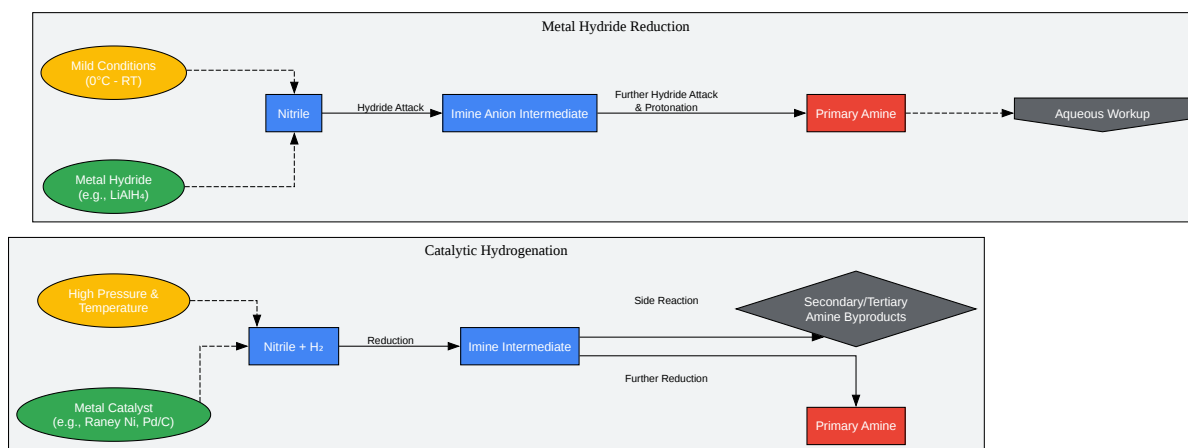 Metal Hydride Reduction
Mild Conditions
(0°C - RT)
Nitrile
Hydride Attack
Imine Anion Intermediate
Further Hydride Attack
& Protonation
Primary Amine
Aqueous Workup
Metal Hydride
(e.g., LiAlH₄)
Catalytic Hydrogenation
High Pressure &
Temperature
Nitrile + H₂
Reduction
Imine Intermediate
Side Reaction
Secondary/Tertiary
Amine Byproducts
Further Reduction
Primary Amine
Metal Catalyst
(e.g., Raney Ni, Pd/C)